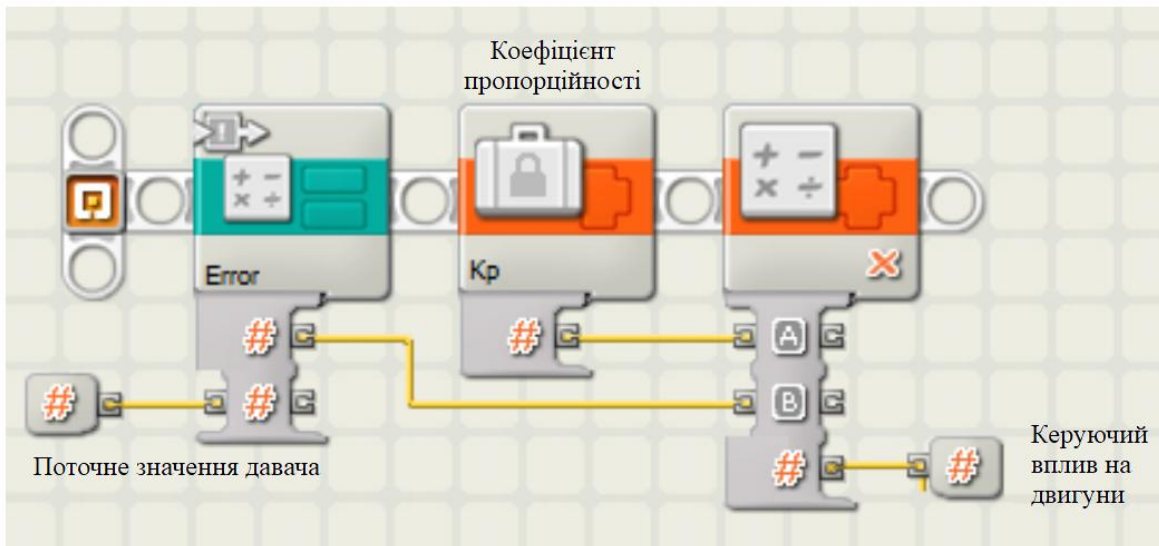 Коефіцієнт
пропорційності
Error
Kp
#
#
#
A
#
B
Поточне значення давача
#
#
Керуючий
вплив на
двигуни